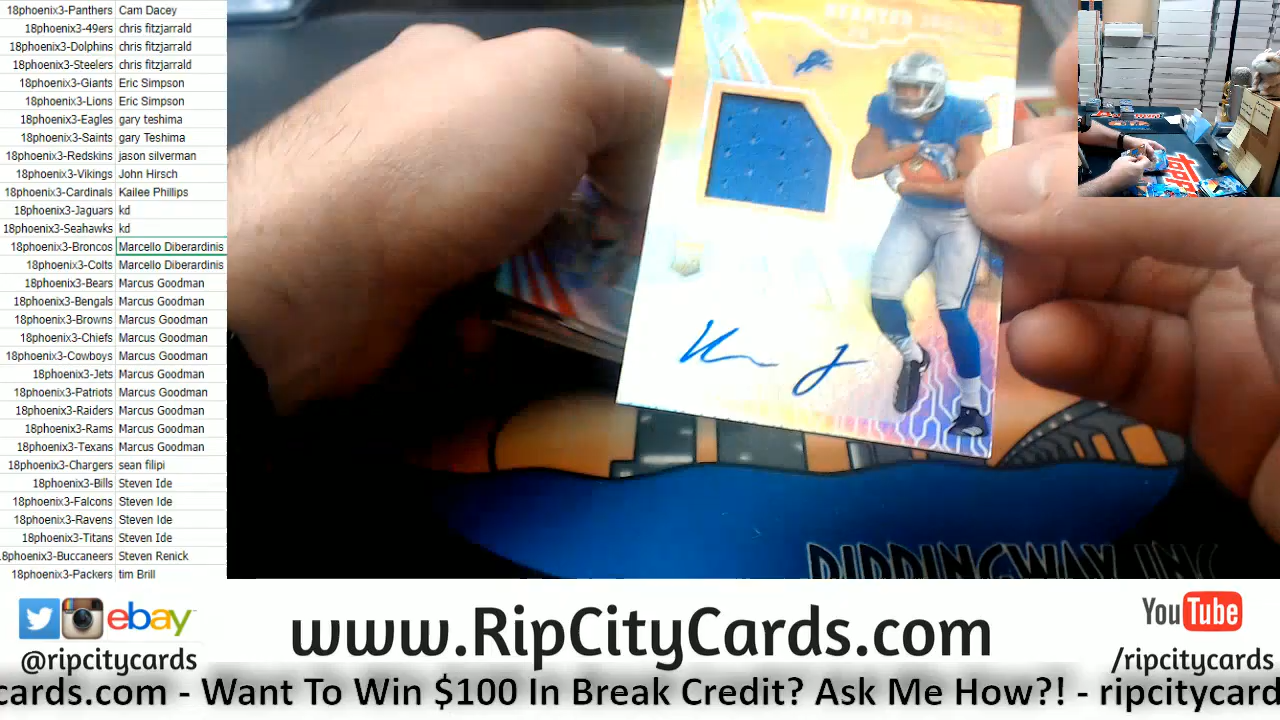 18phoenix3-Panthers Cam Dacey
18phoenix3-49ers chris fitzjarrald
18phoenix3-Dolphins chris fitzjarrald
18phoenix3-Steelers chris fitzjarrald
18phoenix3-Giants Eric Simpson
18phoenix3-Lions Eric Simpson
18phoenix3-Eagles gary teshima
18phoenix3-Saints gary Teshima
18phoenix3-Redskins jason silverman
18phoenix3-Vikings John Hirsch
18phoenix3-Cardinals Kailee Phillips
18phoenix3-Jaguars kd
18phoenix3-Seahawks kd
18phoenix3-Broncos Marcello Diberardinis
18phoenix3-Colts Marcello Diberardinis
18phoenix3-Bears Marcus Goodman
18phoenix3-Bengals Marcus Goodman
18phoenix3-Browns Marcus Goodman
18phoenix3-Chiefs Marcus Goodman
18phoenix3-Cowboys Marcus Goodman
18phoenix3-Jets Marcus Goodman
18phoenix3-Patriots Marcus Goodman
18phoenix3-Raiders Marcus Goodman
18phoenix3-Rams Marcus Goodman
18phoenix3-Texans Marcus Goodman
18phoenix3-Chargers sean filipi
18phoenix3-Bills Steven Ide
18phoenix3-Falcons Steven Ide
18phoenix3-Ravens Steven Ide
18phoenix3-Titans Steven Ide
18phoenix3-Buccaneers Steven Renick
18phoenix3-Packers tim Brill
topps
RIPPINGWAX INC
ebay
@ripcitycards
www.RipCityCards.com
YouTube
/ripcitycards
cards.com - Want To Win $100 In Break Credit? Ask Me How?! - ripcitycard